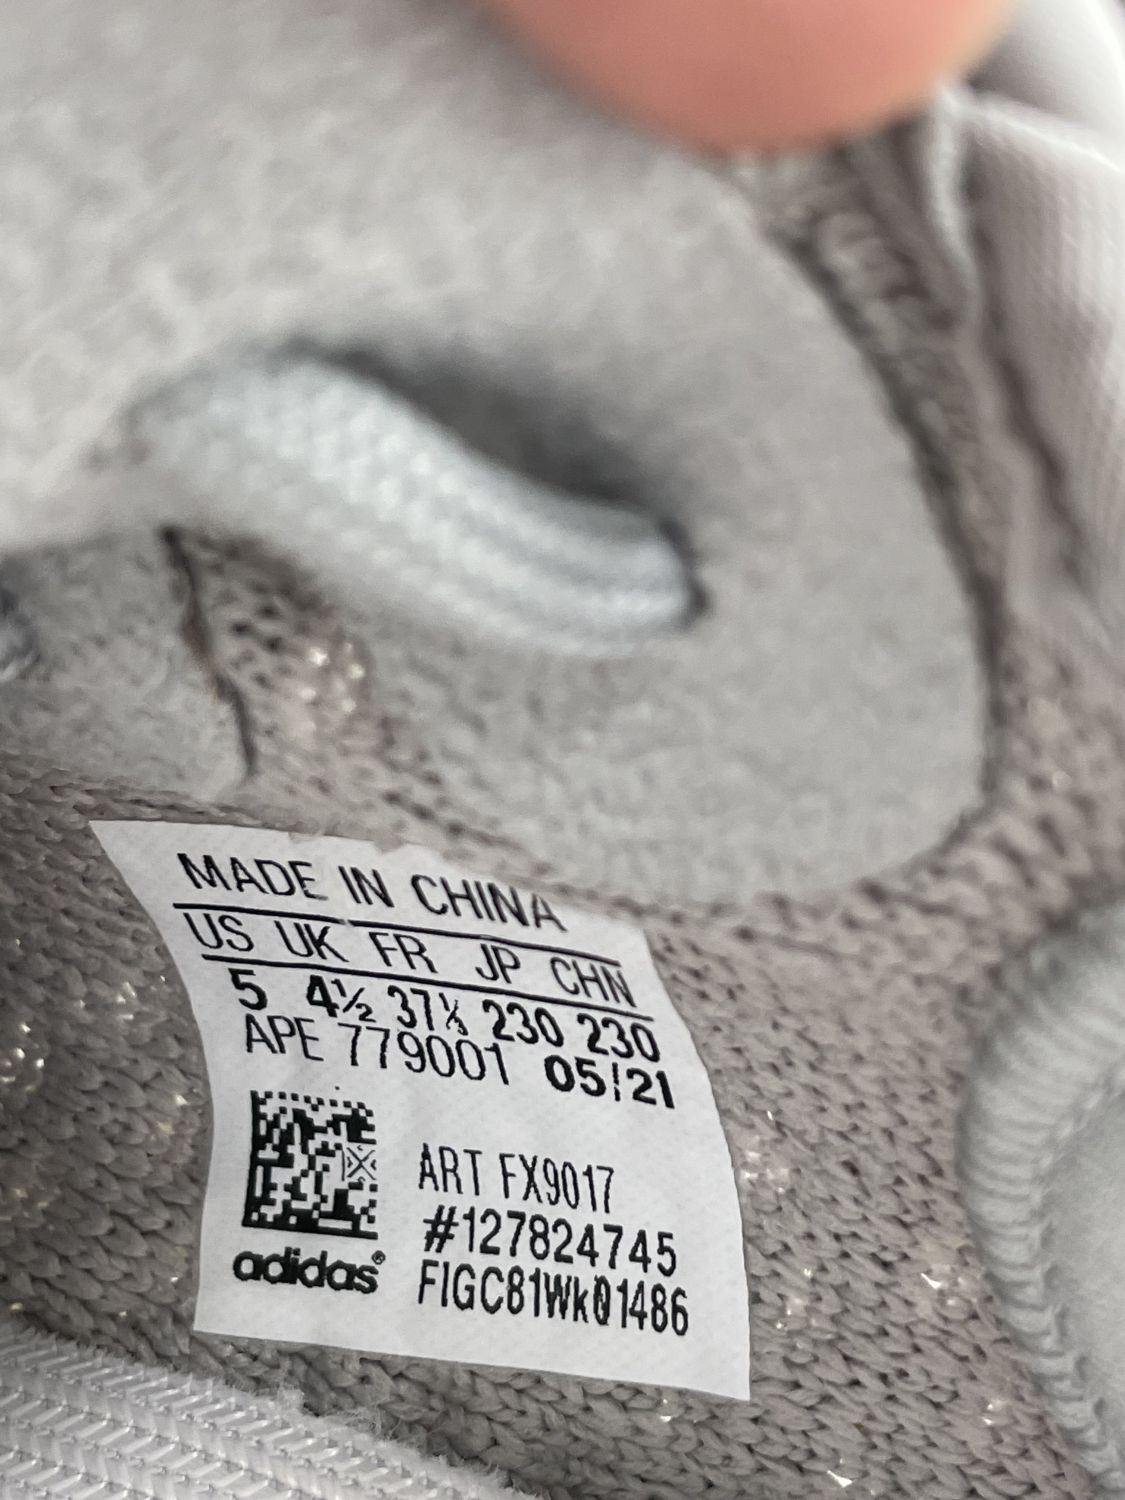 MADE IN CHINA
US UK FR JP CHN
5 4½ 37⅓ 230 230
APE 779001 05/21
ART FX9017
#127824745
adidas®
FIGC81Wk01486